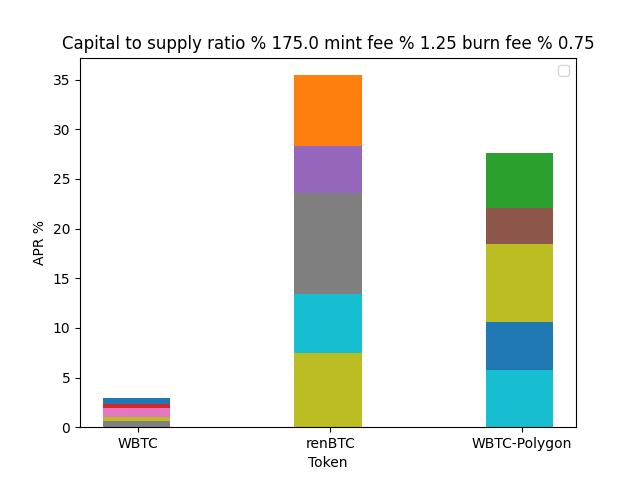 Capital to supply ratio % 175.0 mint fee % 1.25 burn fee % 0.75
35
30
25
20
15
10
5
0
APR %
WBTC renBTC WBTC-Polygon
Token